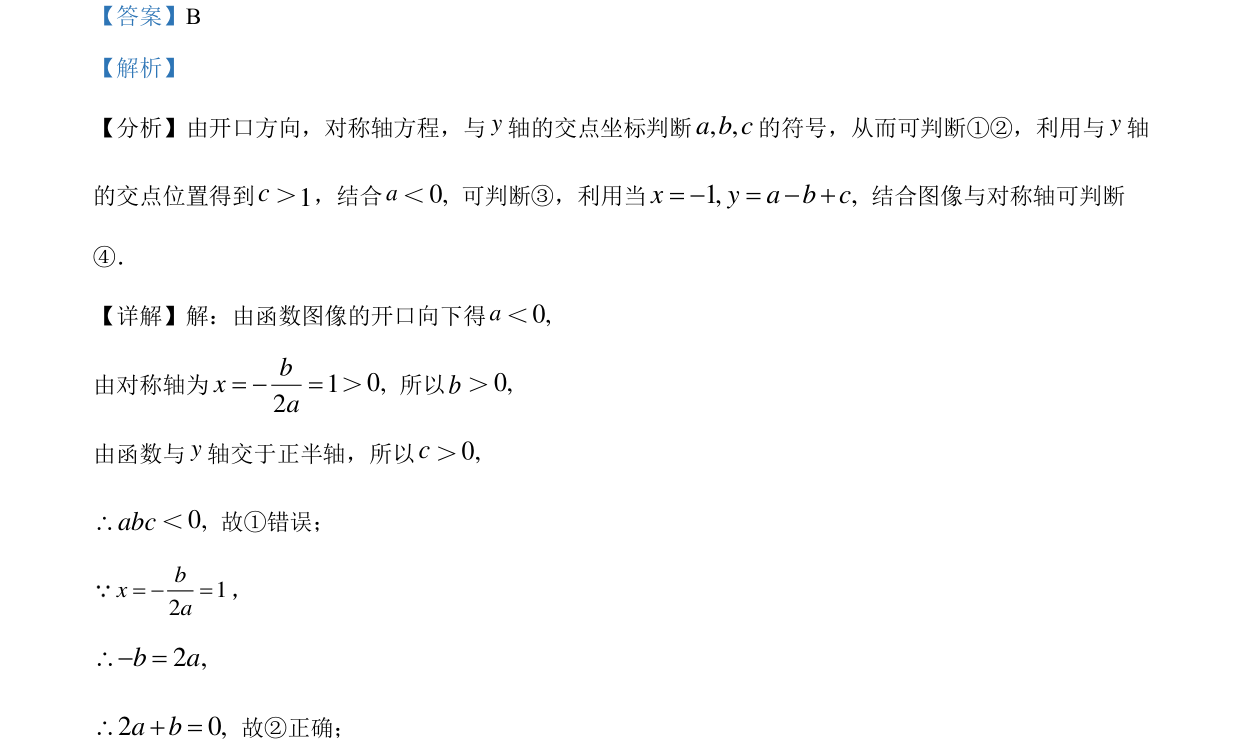 【答案】B
【解析】
【分析】由开口方向，对称轴方程，与 y 轴的交点坐标判断 a,b,c 的符号，从而可判断①②，利用与 y 轴
的交点位置得到 c＞1，结合 a＜0, 可判断③，利用当 x=−1, y=a−b+c, 结合图像与对称轴可判断
④．
【详解】解：由函数图像的开口向下得 a＜0,
由对称轴为 x=−b/2a=1＞0, 所以 b＞0,
由函数与 y 轴交于正半轴，所以 c＞0,
∴abc＜0, 故①错误；
∵x=−b/2a=1，
∴−b=2a,
∴2a+b=0, 故②正确；